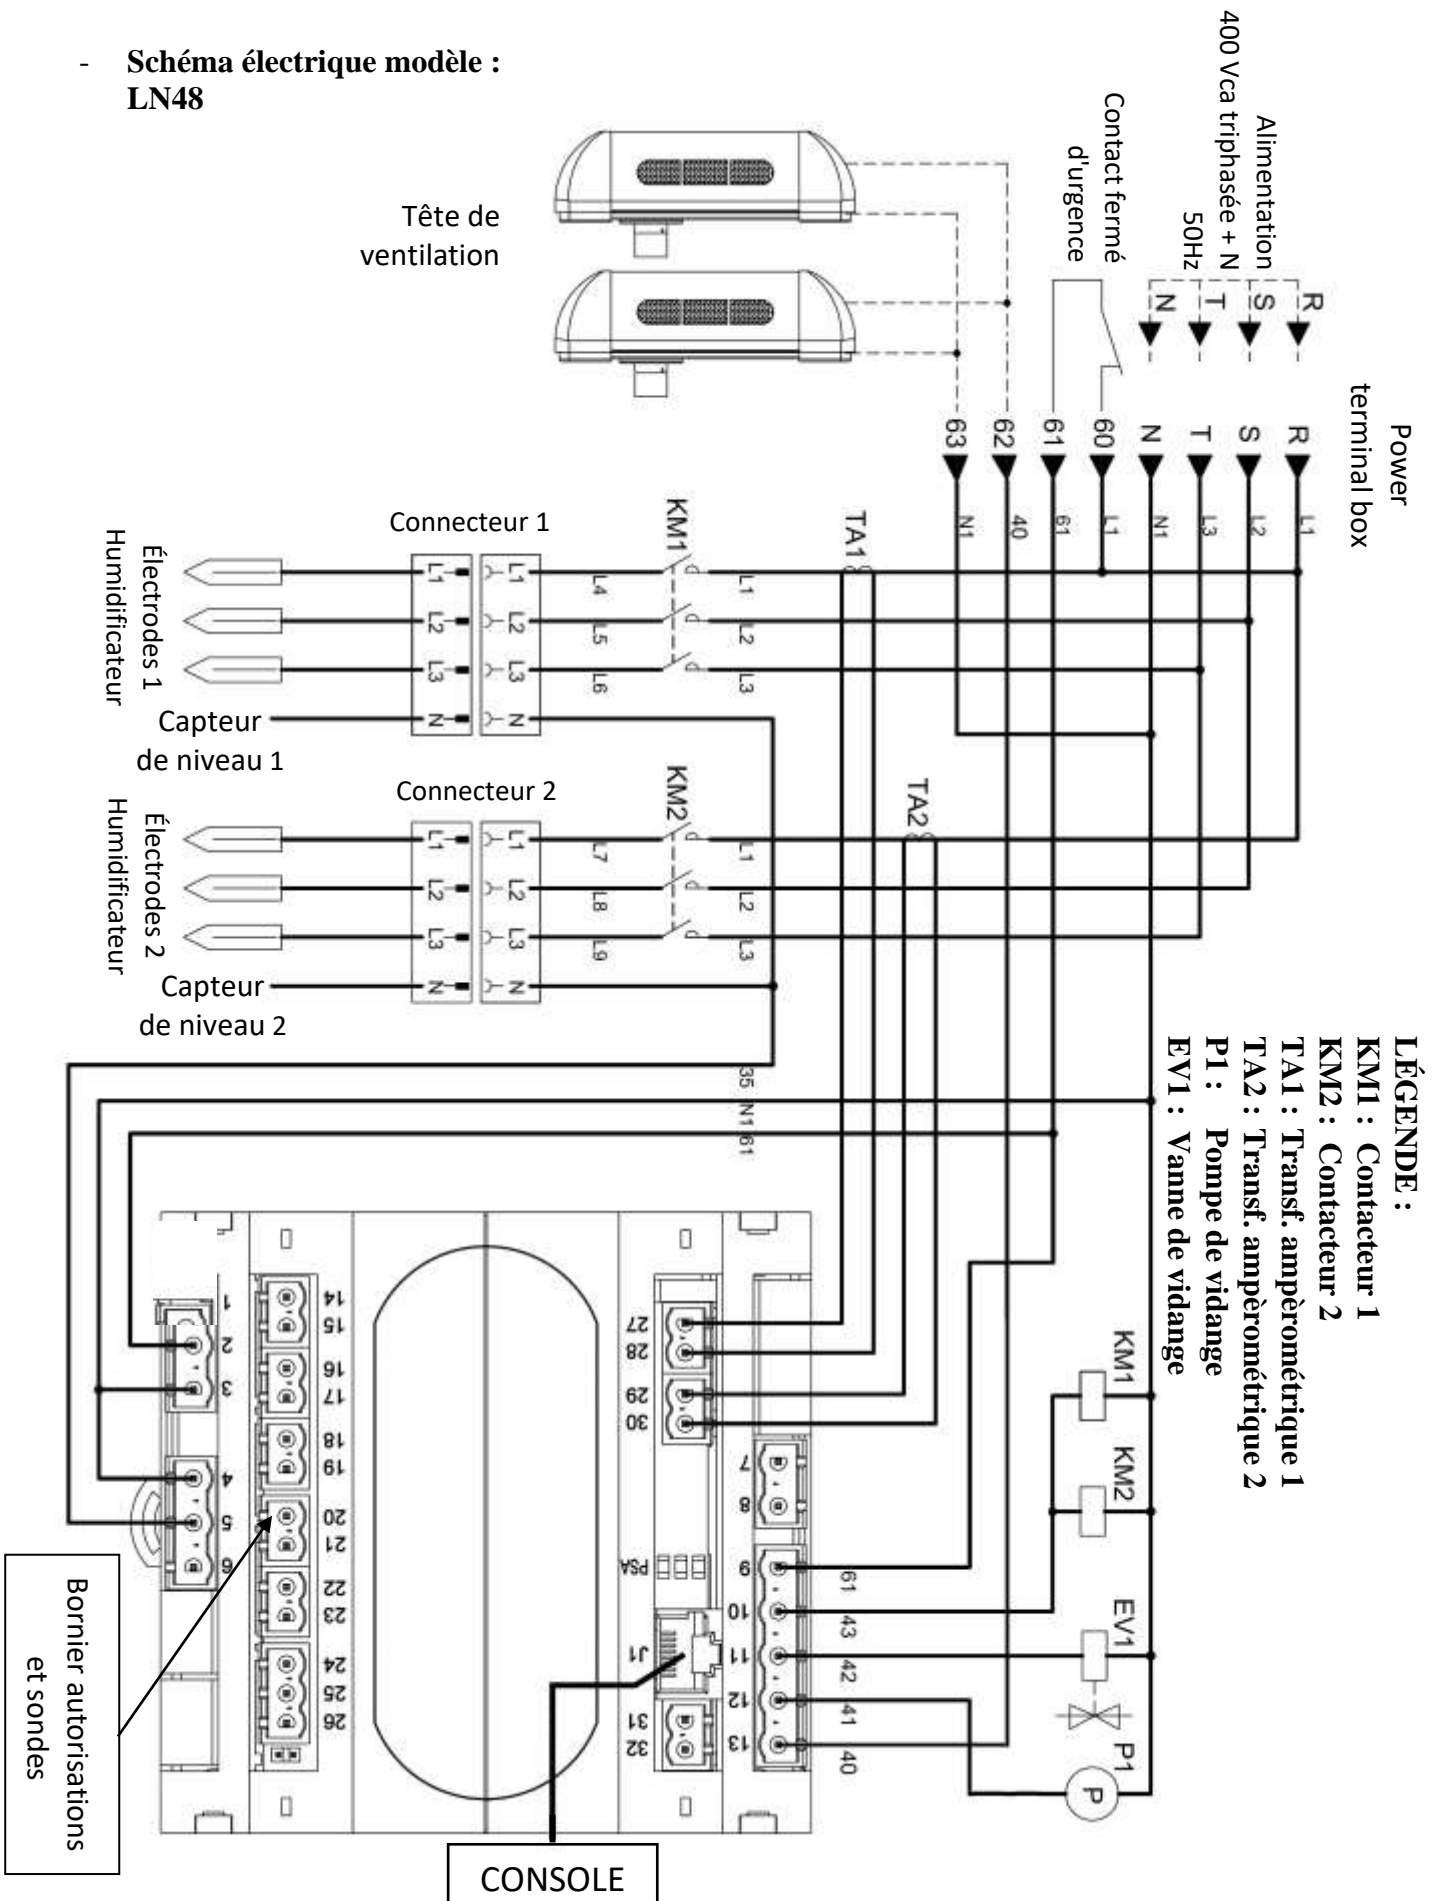 - Schéma électrique modèle :
LN48
Tête de
ventilation
Alimentation
400 Vca triphasée + N
50Hz
Contact fermé
d'urgence
R
S
T
N
Power
terminal box
R
S
T
N
60
61
62
63
L1
L2
L3
N1
L1
61
40
N1
Connecteur 1
KM1
TA1
L1 L1 L4 L1
L2 L2 L5 L2
L3 L3 L6 L3
N N
Électrodes 1
Humidificateur
Capteur
de niveau 1
Connecteur 2
KM2
TA2
L1 L1 L7 L1
L2 L2 L8 L2
L3 L3 L9 L3
N N
Électrodes 2
Humidificateur
Capteur
de niveau 2
35 N1 61
LÉGENDE :
KM1 : Contacteur 1
KM2 : Contacteur 2
TA1 : Transf. ampèrométrique 1
TA2 : Transf. ampèrométrique 2
P1 : Pompe de vidange
EV1 : Vanne de vidange
KM1
KM2
EV1
P1
P
1
2
3
4
5
6
14
15
16
17
18
19
20
21
22
23
24
25
26
27
28
29
30
PSA
J1
31
32
7
8
9
10
11
12
13
61
43
42
41
40
Bornier autorisations
et sondes
CONSOLE